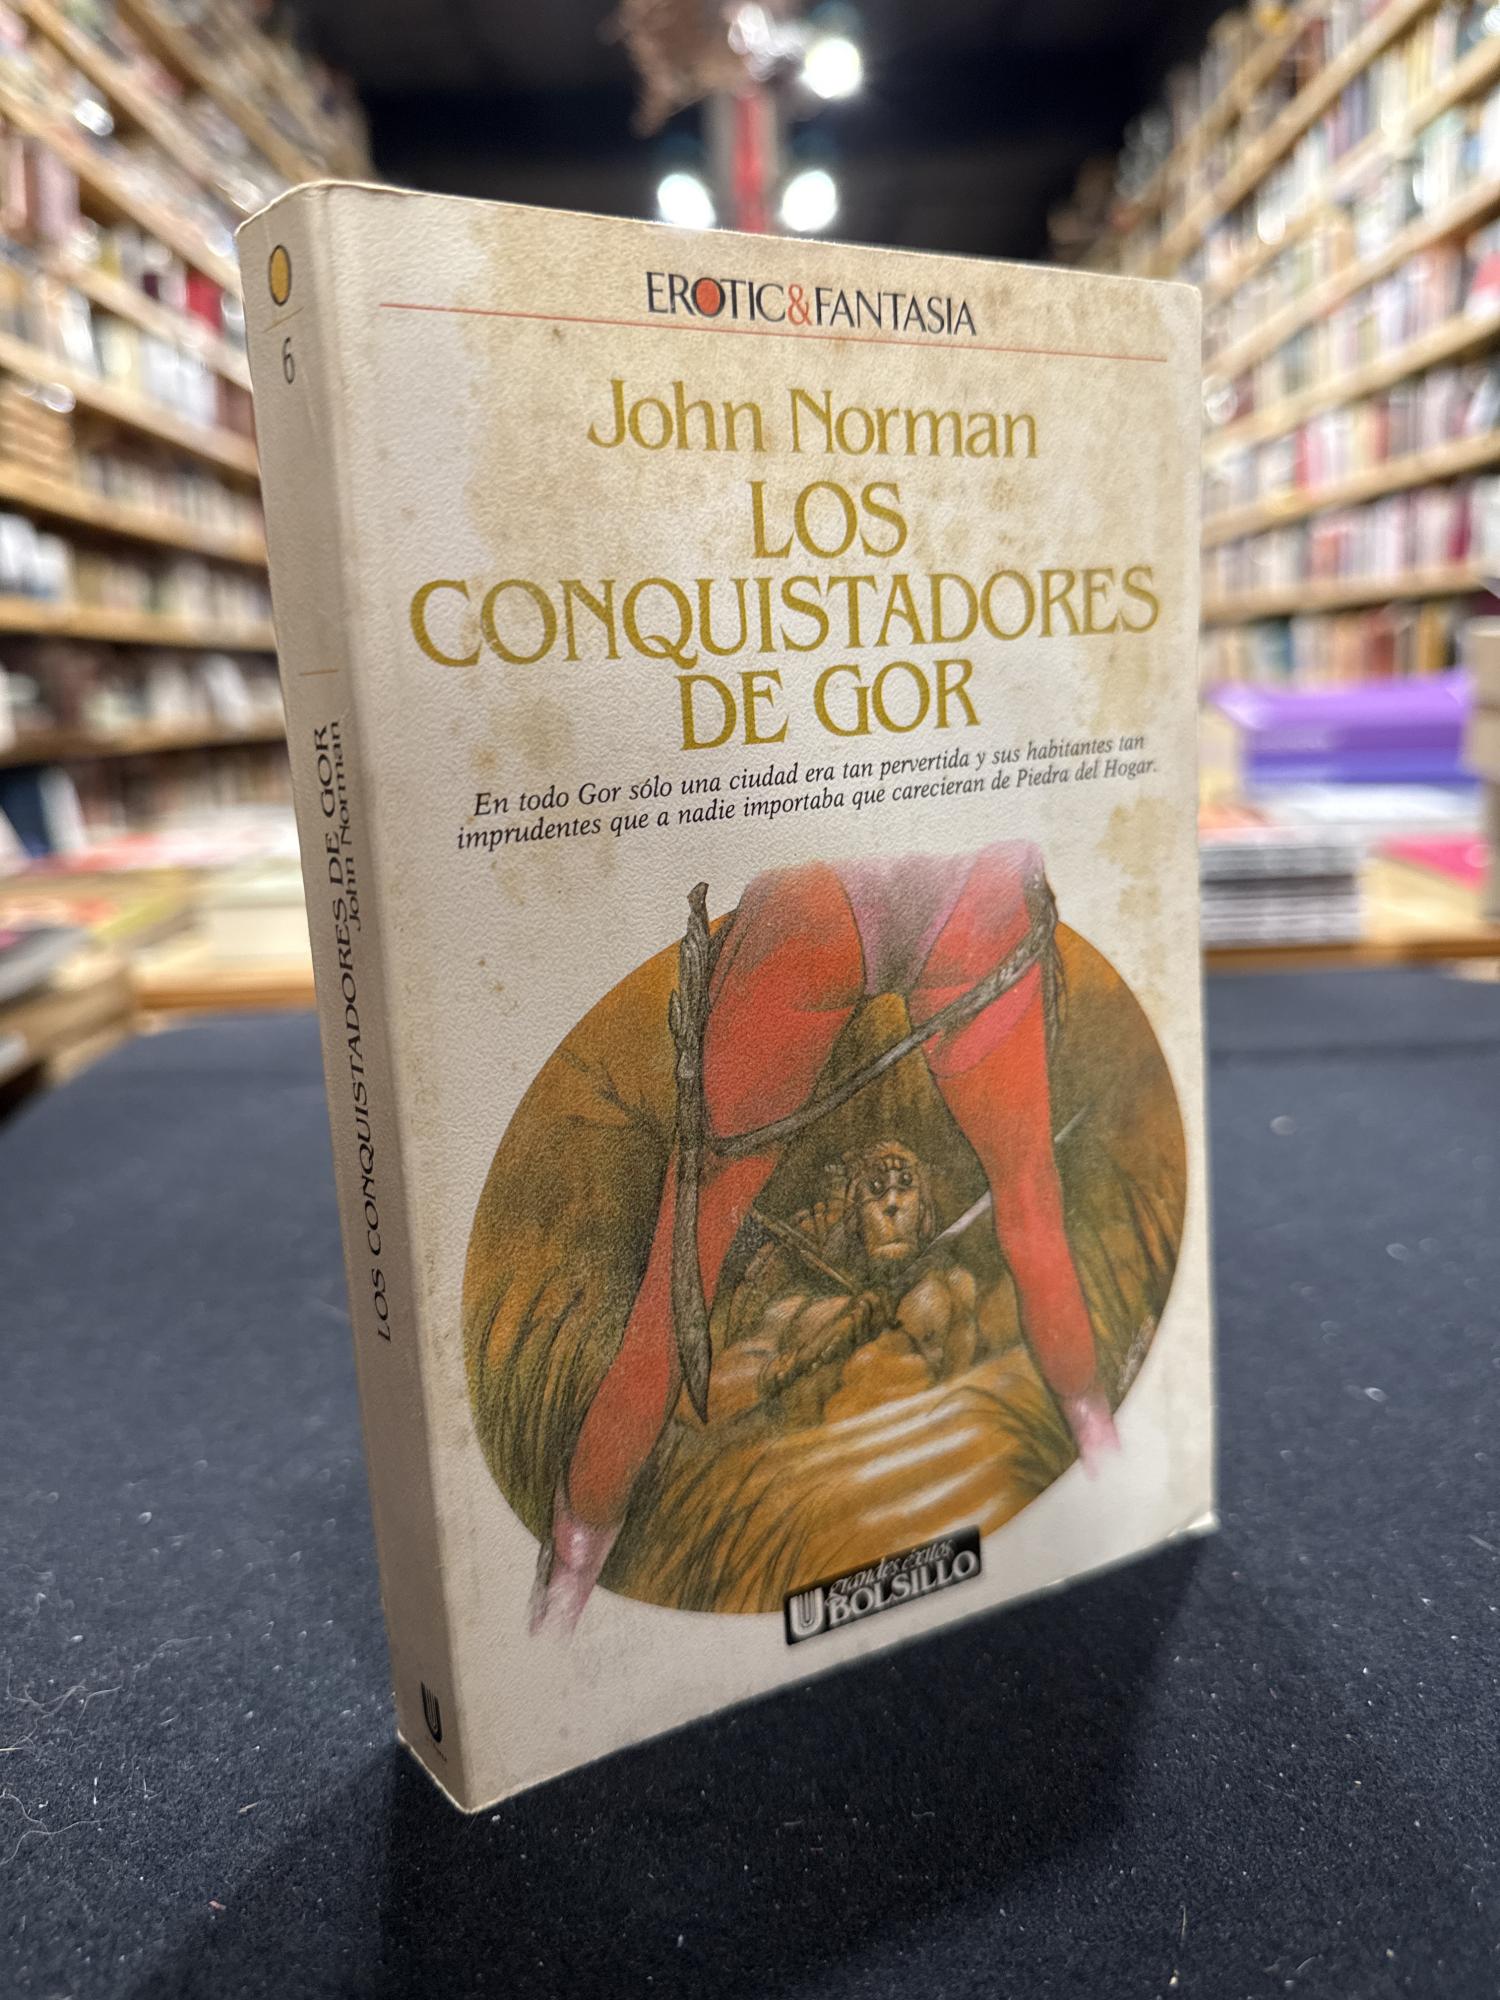 EROTIC&FANTASIA
John Norman
LOS
CONQUISTADORES
DE GOR
En todo Gor sólo una ciudad era tan pervertida y sus habitantes tan
imprudentes que a nadie importaba que carecieran de Piedra del Hogar.
grandes éxitos
BOLSILLO
6
LOS CONQUISTADORES DE GOR
John Norman